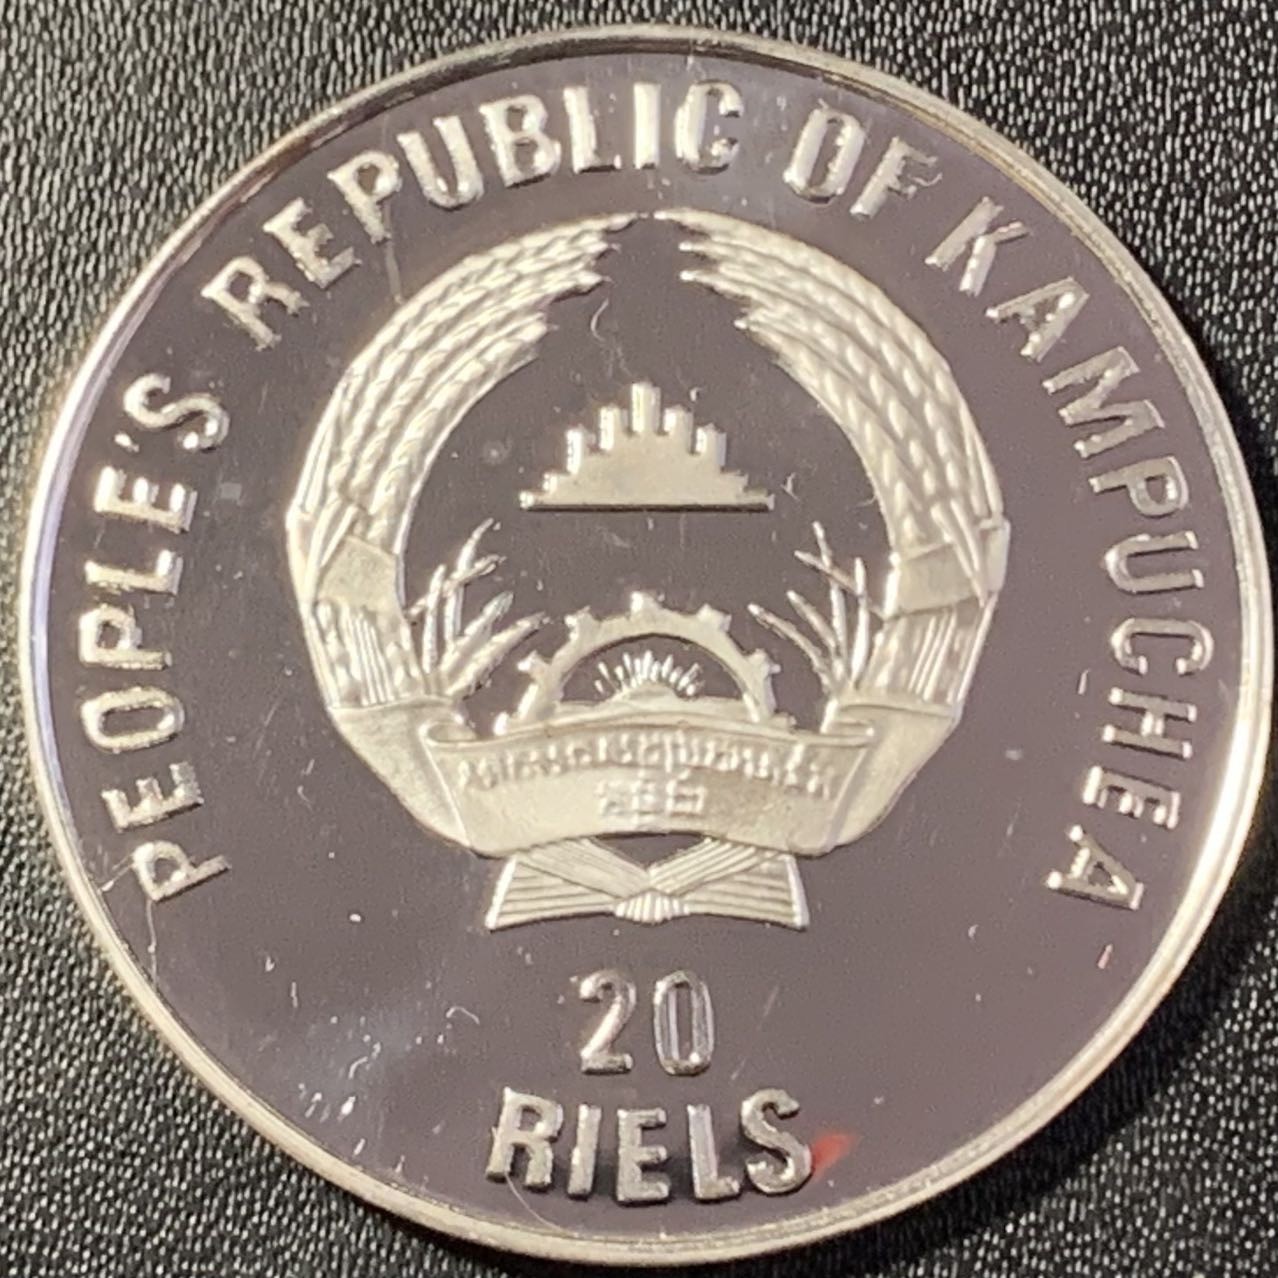 PEOPLE'S REPUBLIC OF KAMPUCHEA
20
RIELS